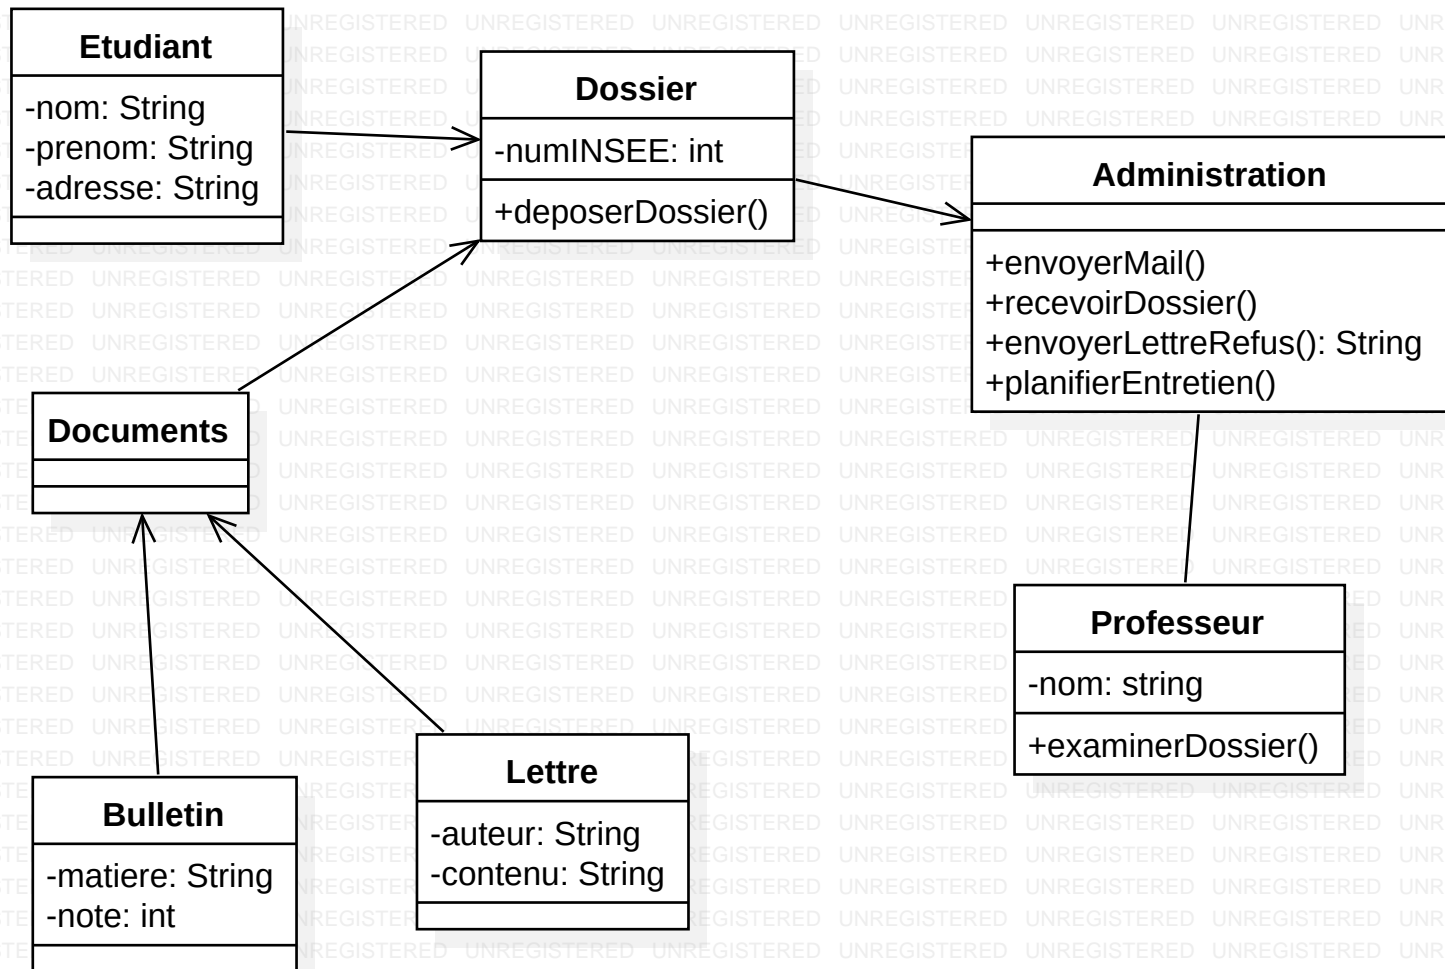 Etudiant
-nom: String
-prenom: String
-adresse: String
Dossier
-numINSEE: int
+deposerDossier()
Administration
+envoyerMail()
+recevoirDossier()
+envoyerLettreRefus(): String
+planifierEntretien()
Documents
Professeur
-nom: string
+examinerDossier()
Lettre
-auteur: String
-contenu: String
Bulletin
-matiere: String
-note: int
UNREGISTERED